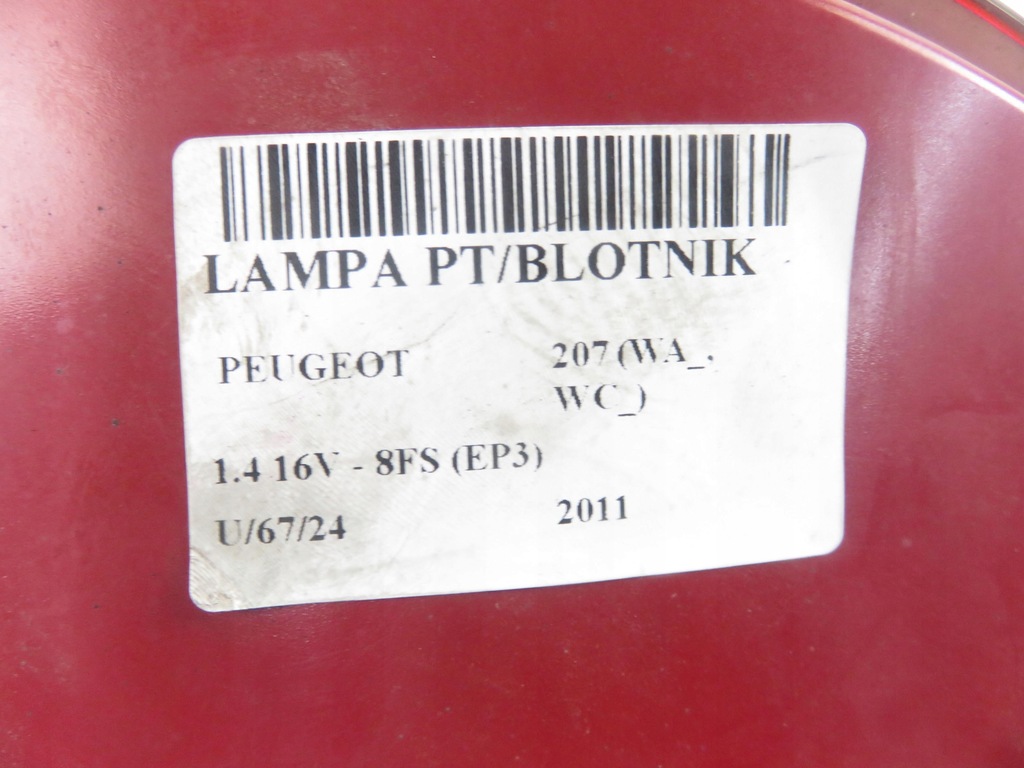 LAMPA PT/BLOTNIK
PEUGEOT
207 (WA_,
WC_)
1.4 16V - 8FS (EP3)
U/67/24
2011